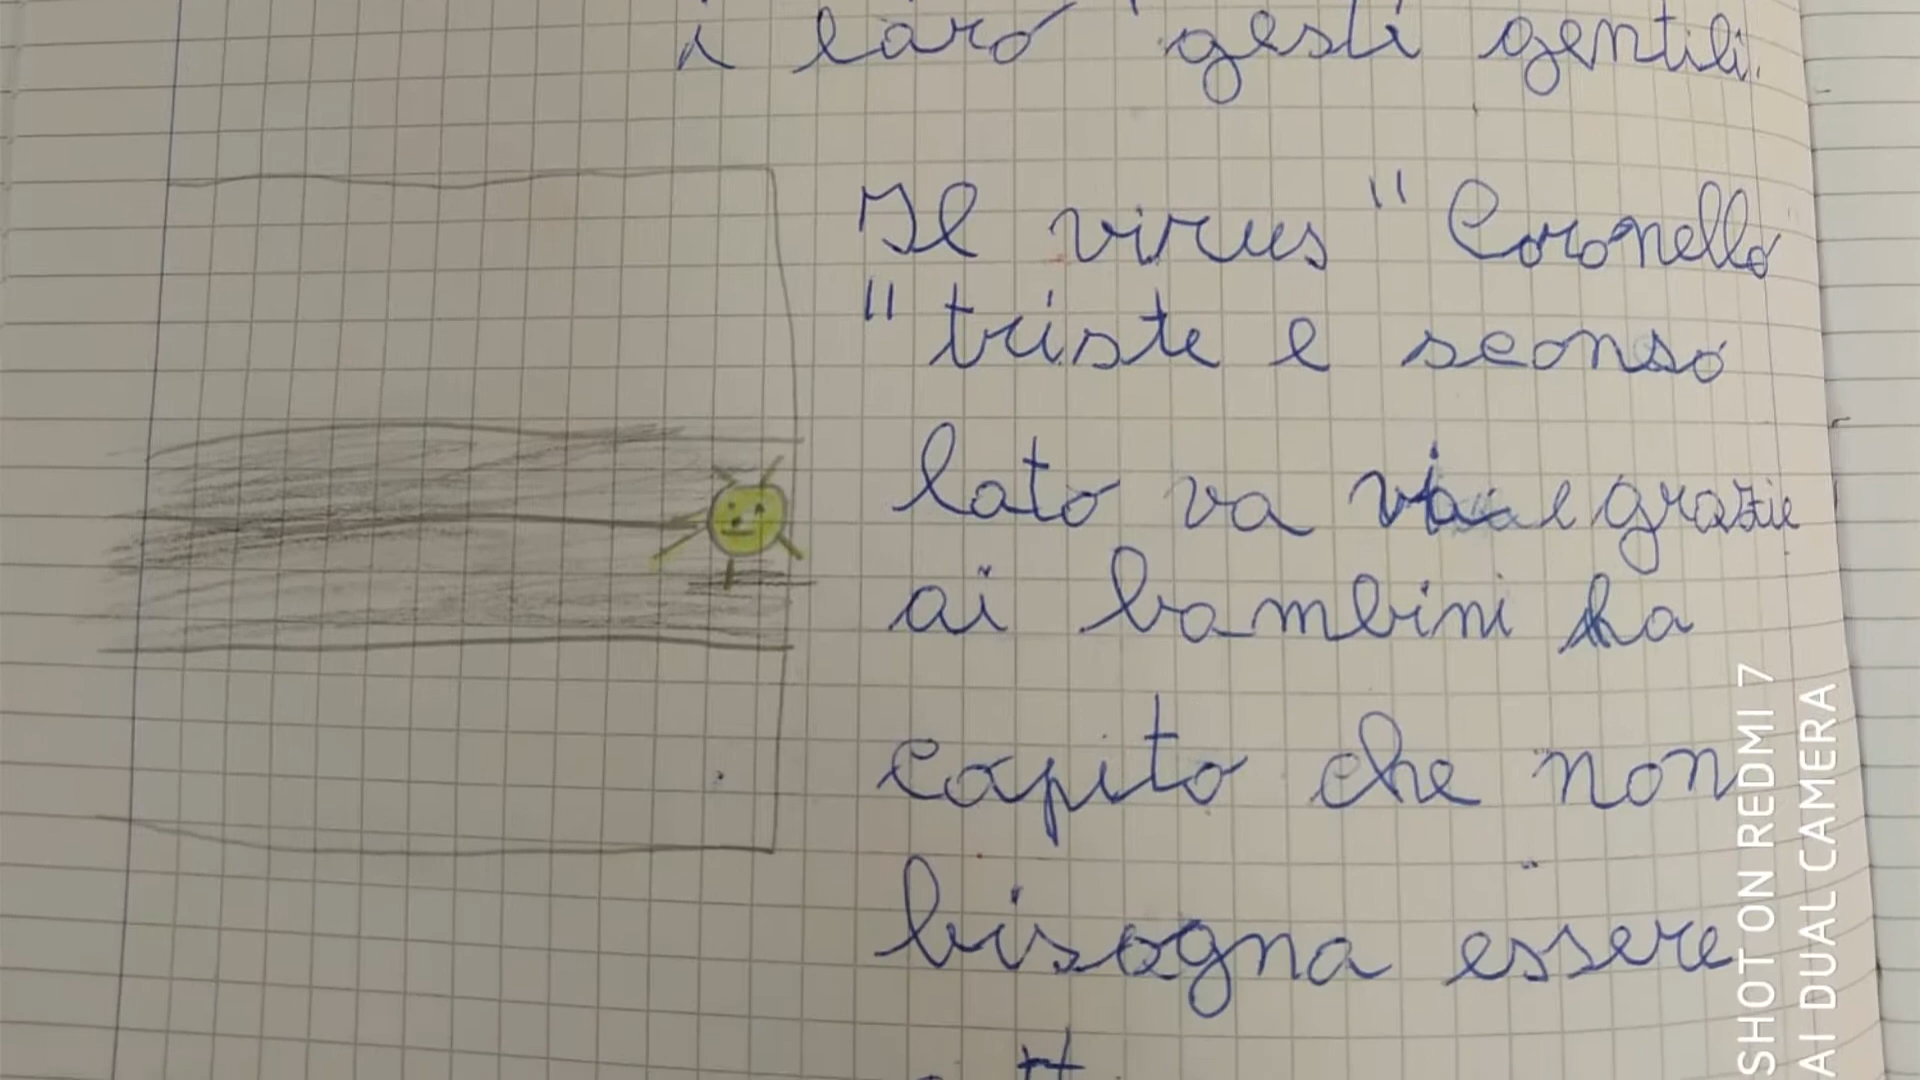 i loro gesti gentili.
Il virus " Coronello
" triste e sconso
lato va via e grazie
ai bambini ha
capito che non
bisogna essere
SHOT ON REDMI 7
AI DUAL CAMERA